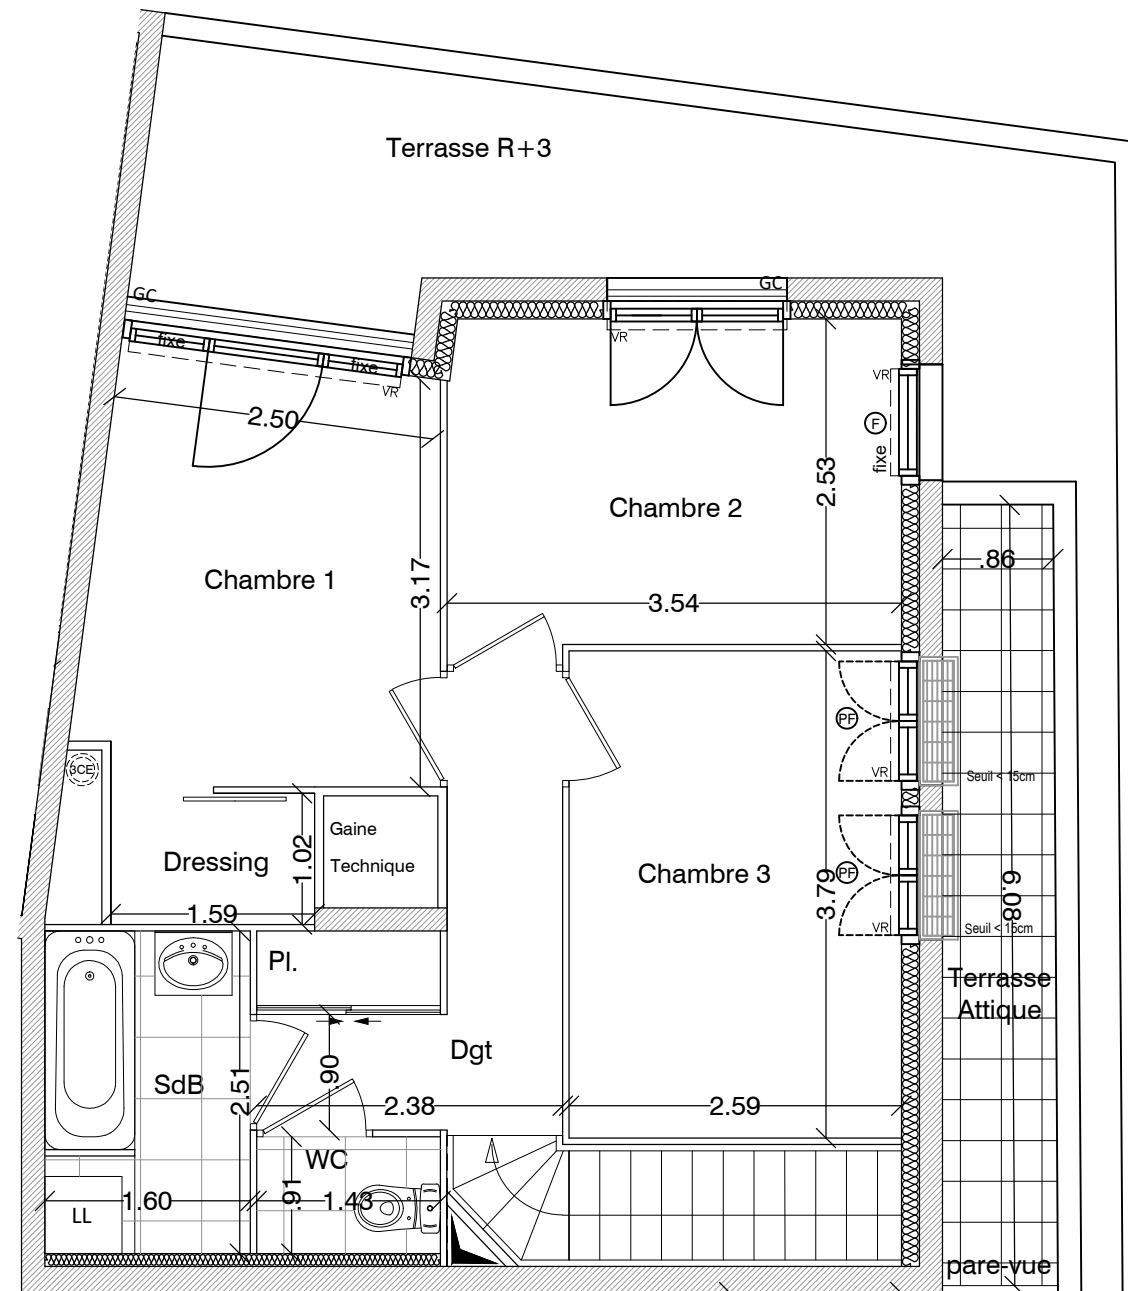 Terrasse R+3
GC
GC
fixe
fixe
VR
VR
VR
F
fixe
2.50
2.53
Chambre 2
.86
Chambre 1
3.17
3.54
PF
VR
Seuil < 15cm
3CE
Gaine
Technique
Dressing
1.02
Chambre 3
3.79
PF
6.08
1.59
VR
Seuil < 15cm
Pl.
Terrasse
Attique
Dgt
SdB
2.51
.90
2.38
2.59
WC
1.60
.91
1.43
LL
pare-vue